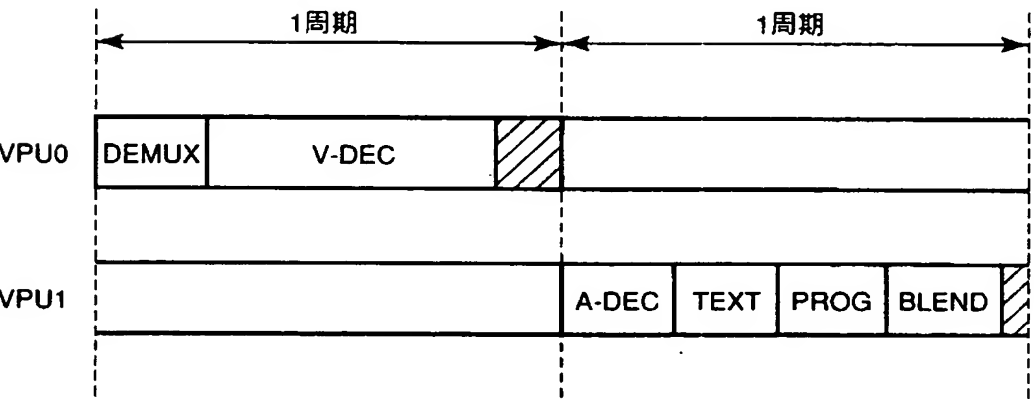 1周期 1周期
VPU0 DEMUX V-DEC
VPU1 A-DEC TEXT PROG BLEND